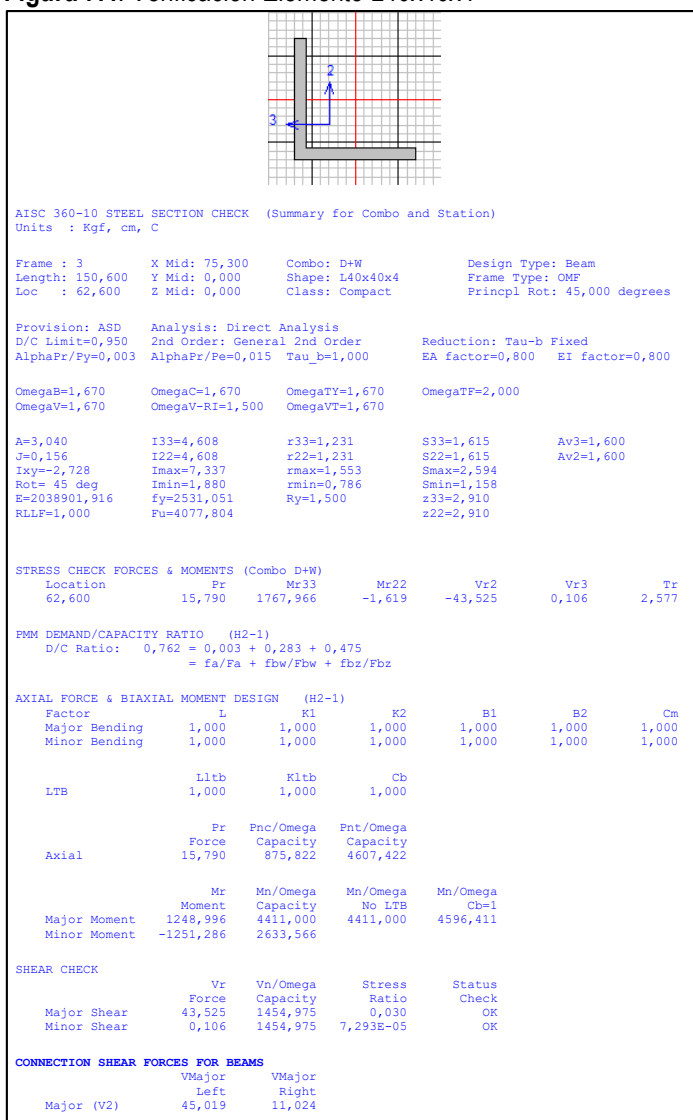 2
3
AISC 360-10 STEEL SECTION CHECK (Summary for Combo and Station)
Units : Kgf, cm, C
Frame : 3 X Mid: 75,300 Combo: D+W Design Type: Beam
Length: 150,600 Y Mid: 0,000 Shape: L40x40x4 Frame Type: OMF
Loc : 62,600 Z Mid: 0,000 Class: Compact Princpl Rot: 45,000 degrees
Provision: ASD Analysis: Direct Analysis
D/C Limit=0,950 2nd Order: General 2nd Order Reduction: Tau-b Fixed
AlphaPr/Py=0,003 AlphaPr/Pe=0,015 Tau_b=1,000 EA factor=0,800 EI factor=0,800
OmegaB=1,670 OmegaC=1,670 OmegaTY=1,670 OmegaTF=2,000
OmegaV=1,670 OmegaV-RI=1,500 OmegaVT=1,670
A=3,040 I33=4,608 r33=1,231 S33=1,615 Av3=1,600
J=0,156 I22=4,608 r22=1,231 S22=1,615 Av2=1,600
Ixy=-2,728 Imax=7,337 rmax=1,553 Smax=2,594
Rot= 45 deg Imin=1,880 rmin=0,786 Smin=1,158
E=2038901,916 fy=2531,051 Ry=1,500 z33=2,910
RLLF=1,000 Fu=4077,804 z22=2,910
STRESS CHECK FORCES & MOMENTS (Combo D+W)
Location Pr Mr33 Mr22 Vr2 Vr3 Tr
62,600 15,790 1767,966 -1,619 -43,525 0,106 2,577
PMM DEMAND/CAPACITY RATIO (H2-1)
D/C Ratio: 0,762 = 0,003 + 0,283 + 0,475
= fa/Fa + fbw/Fbw + fbz/Fbz
AXIAL FORCE & BIAXIAL MOMENT DESIGN (H2-1)
Factor L K1 K2 B1 B2 Cm
Major Bending 1,000 1,000 1,000 1,000 1,000 1,000
Minor Bending 1,000 1,000 1,000 1,000 1,000 1,000
Lltb Kltb Cb
LTB 1,000 1,000 1,000
Pr Pnc/Omega Pnt/Omega
Force Capacity Capacity
Axial 15,790 875,822 4607,422
Mr Mn/Omega Mn/Omega Mn/Omega
Moment Capacity No LTB Cb=1
Major Moment 1248,996 4411,000 4411,000 4596,411
Minor Moment -1251,286 2633,566
SHEAR CHECK
Vr Vn/Omega Stress Status
Force Capacity Ratio Check
Major Shear 43,525 1454,975 0,030 OK
Minor Shear 0,106 1454,975 7,293E-05 OK
CONNECTION SHEAR FORCES FOR BEAMS
VMajor VMajor
Left Right
Major (V2) 45,019 11,024